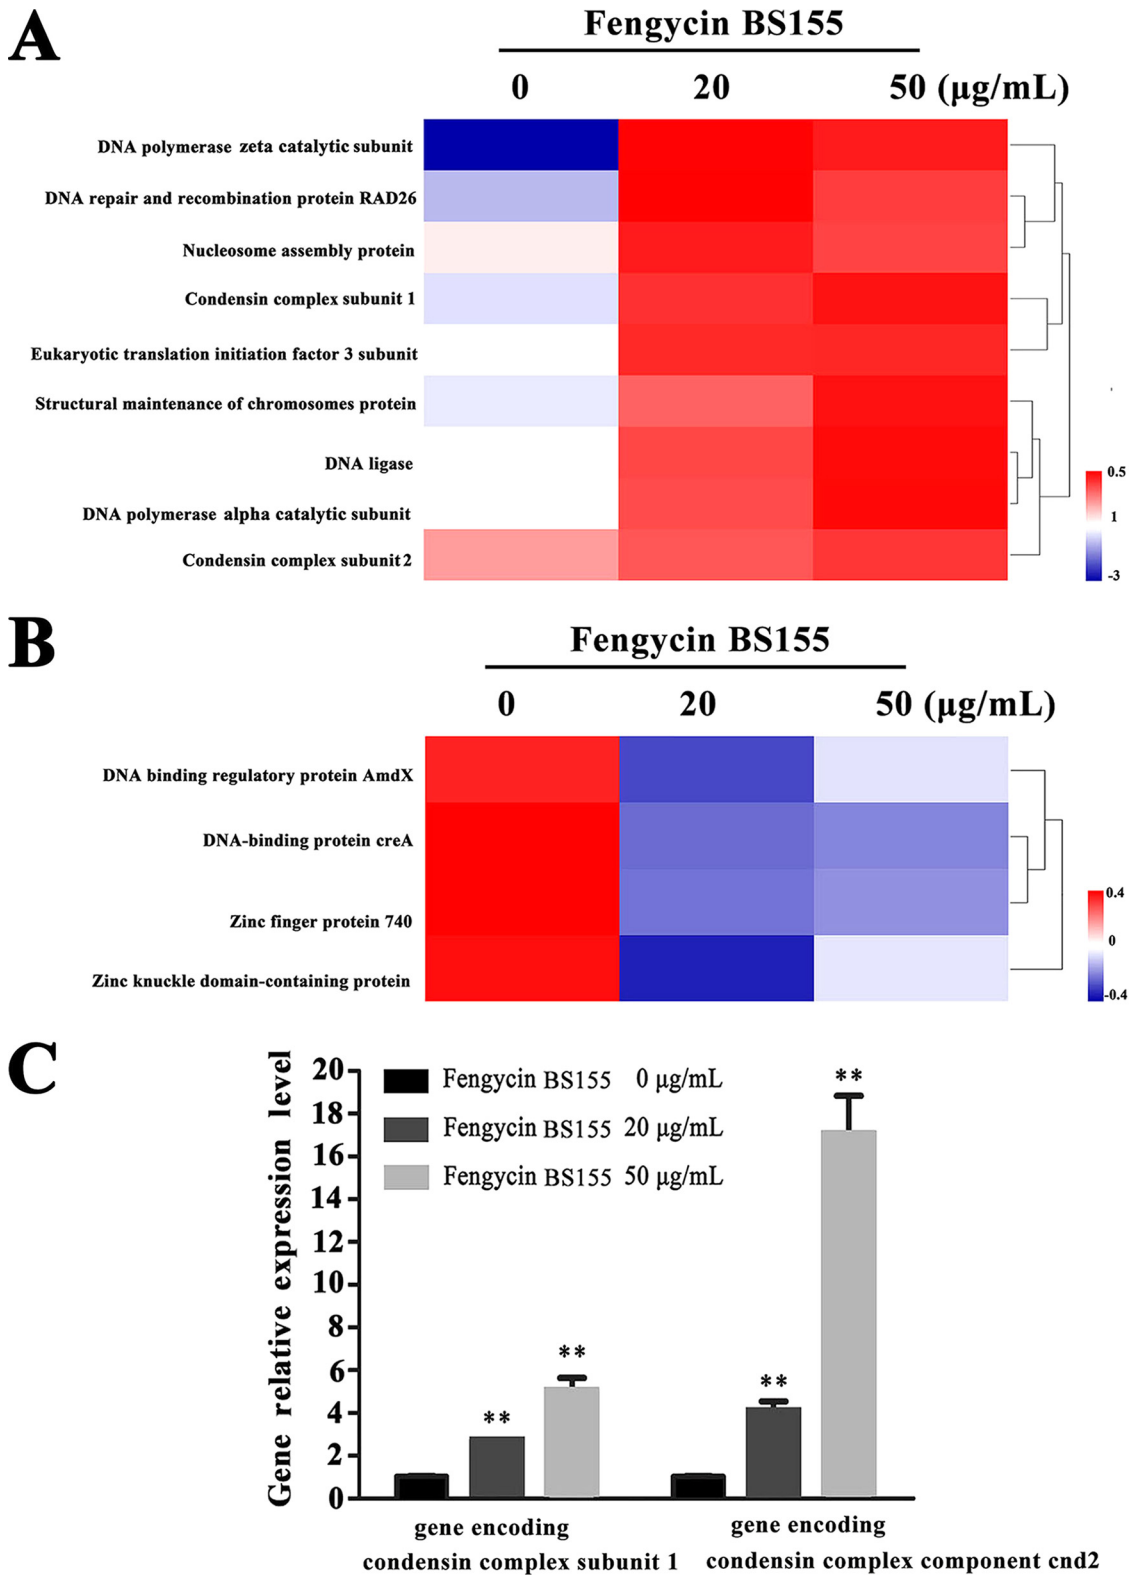 A
Fengycin BS155
0 20 50 (μg/mL)
DNA polymerase zeta catalytic subunit
DNA repair and recombination protein RAD26
Nucleosome assembly protein
Condensin complex subunit 1
Eukaryotic translation initiation factor 3 subunit
Structural maintenance of chromosomes protein
DNA ligase
DNA polymerase alpha catalytic subunit
Condensin complex subunit 2
0.5
1
-3
B
Fengycin BS155
0 20 50 (μg/mL)
DNA binding regulatory protein AmdX
DNA-binding protein creA
Zinc finger protein 740
Zinc knuckle domain-containing protein
0.4
0
-0.4
C
Gene relative expression level
20
18
16
14
12
10
8
6
4
2
0
Fengycin BS155 0 μg/mL
Fengycin BS155 20 μg/mL
Fengycin BS155 50 μg/mL
**
**
**
**
gene encoding
condensin complex subunit 1
gene encoding
condensin complex component cnd2